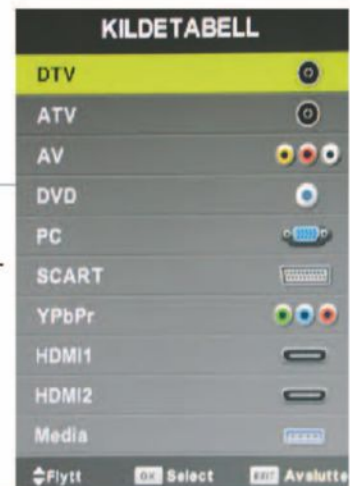 KILDETABELL
DTV
ATV
AV
DVD
PC
SCART
YPbPr
HDMI1
HDMI2
Media
Flytt OK Select EXIT Avslutte